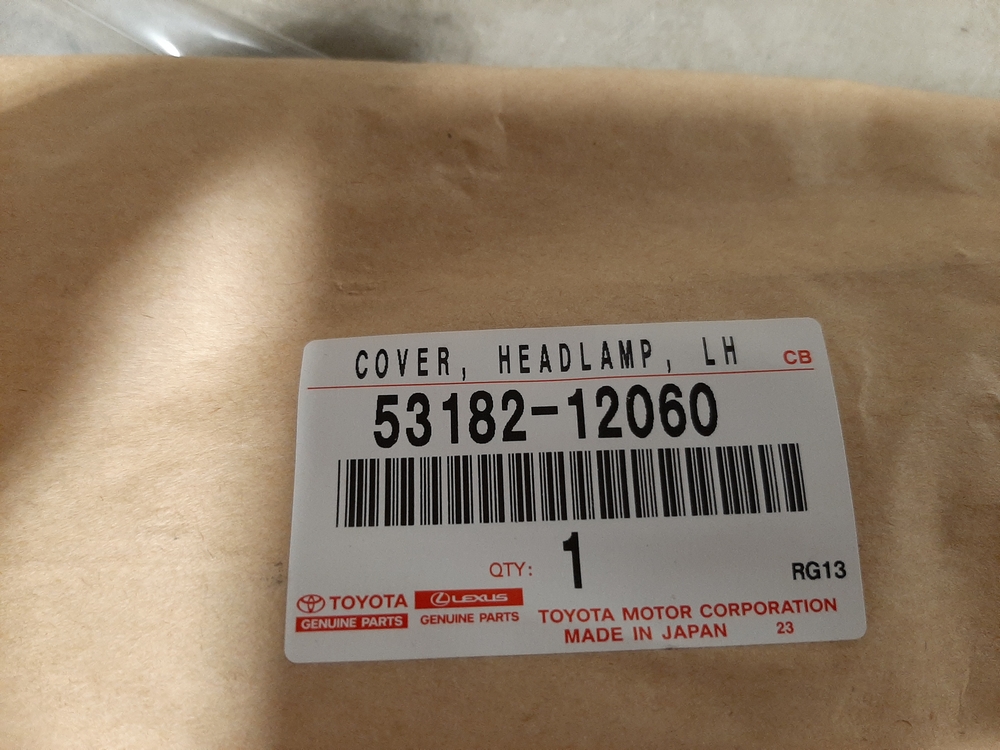 COVER, HEADLAMP, LH CB
53182-12060
QTY: 1 RG13
TOYOTA LEXUS
GENUINE PARTS GENUINE PARTS
TOYOTA MOTOR CORPORATION
MADE IN JAPAN 23